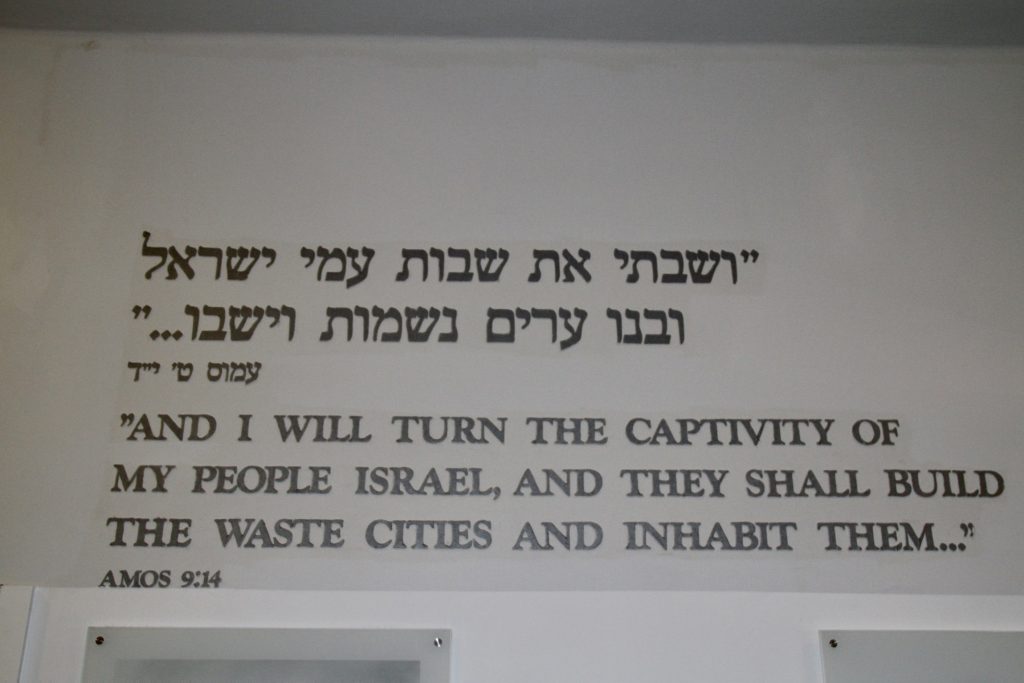 "ושבתי את שבות עמי ישראל
ובנו ערים נשמות וישבו..."
עמוס ט' י"ד
"AND I WILL TURN THE CAPTIVITY OF
MY PEOPLE ISRAEL, AND THEY SHALL BUILD
THE WASTE CITIES AND INHABIT THEM..."
AMOS 9:14